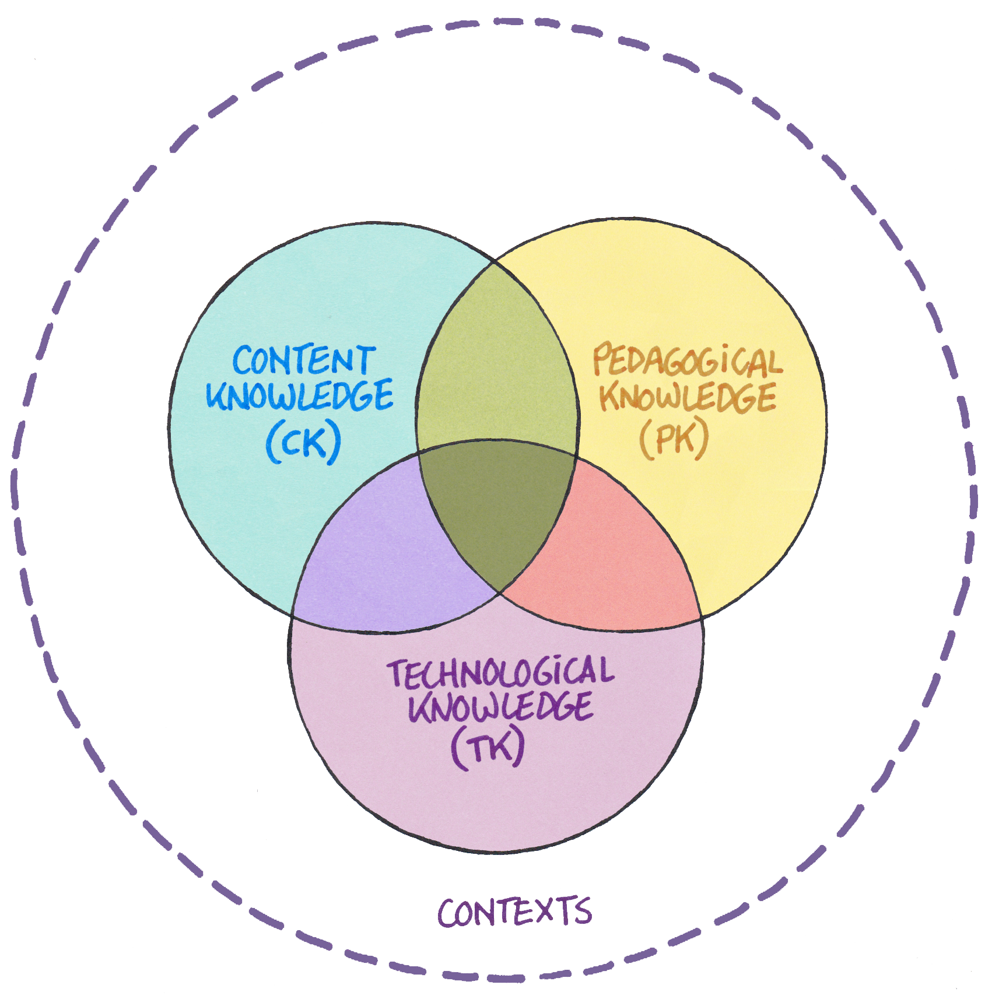 CONTENT
KNOWLEDGE
(CK)
PEDAGOGiCAL
KNOWLEDGE
(PK)
TECHNOLOGiCAL
KNOWLEDGE
(TK)
CONTEXTS